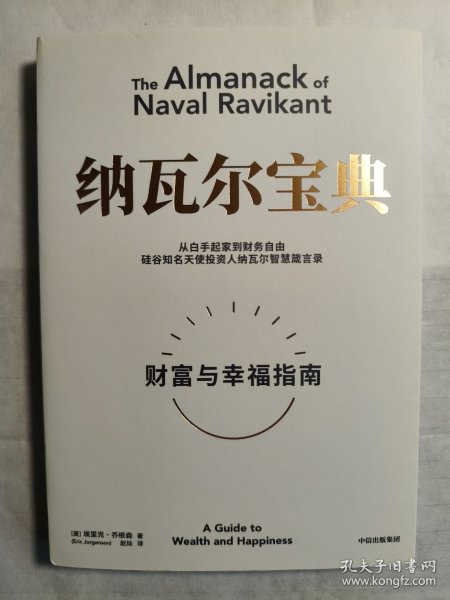 The Almanack of
Naval Ravikant
纳瓦尔宝典
从白手起家到财务自由
硅谷知名天使投资人纳瓦尔智慧箴言录
财富与幸福指南
[美] 埃里克·乔根森 著
(Eric Jorgenson) 赵灿 译
A Guide to
Wealth and Happiness
中信出版集团
孔夫子旧书网
www.kongfz.com